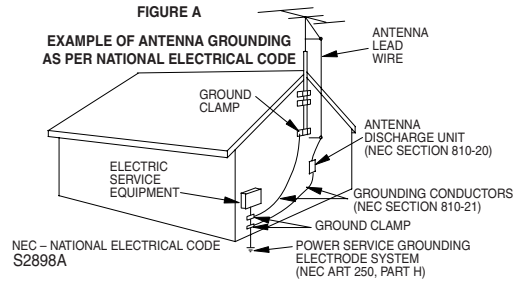 FIGURE A
EXAMPLE OF ANTENNA GROUNDING
AS PER NATIONAL ELECTRICAL CODE
ANTENNA
LEAD
WIRE
GROUND
CLAMP
ANTENNA
DISCHARGE UNIT
(NEC SECTION 810-20)
ELECTRIC
SERVICE
EQUIPMENT
GROUNDING CONDUCTORS
(NEC SECTION 810-21)
GROUND CLAMP
POWER SERVICE GROUNDING
ELECTRODE SYSTEM
(NEC ART 250, PART H)
NEC – NATIONAL ELECTRICAL CODE
S2898A